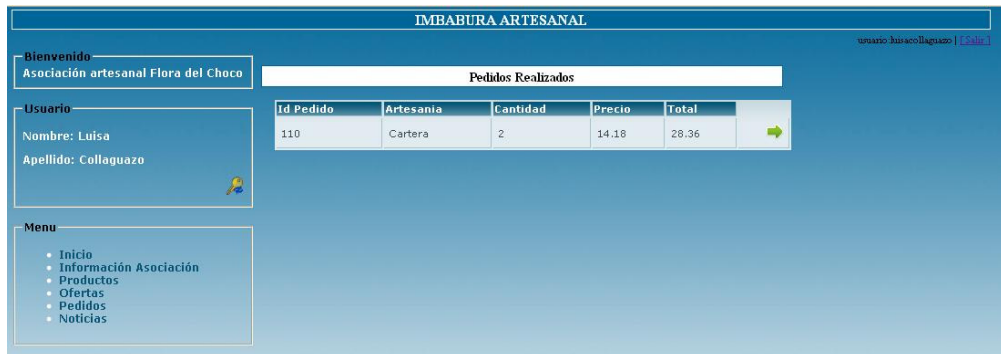 IMBABURA ARTESANAL
usuario:luisacollaguazo | [ Salir ]
Bienvenido
Asociación artesanal Flora del Choco
Usuario
Nombre: Luisa
Apellido: Collaguazo
Menu
Inicio
Información Asociación
Productos
Ofertas
Pedidos
Noticias
Pedidos Realizados
Id Pedido Artesania Cantidad Precio Total
110 Cartera 2 14.18 28.36